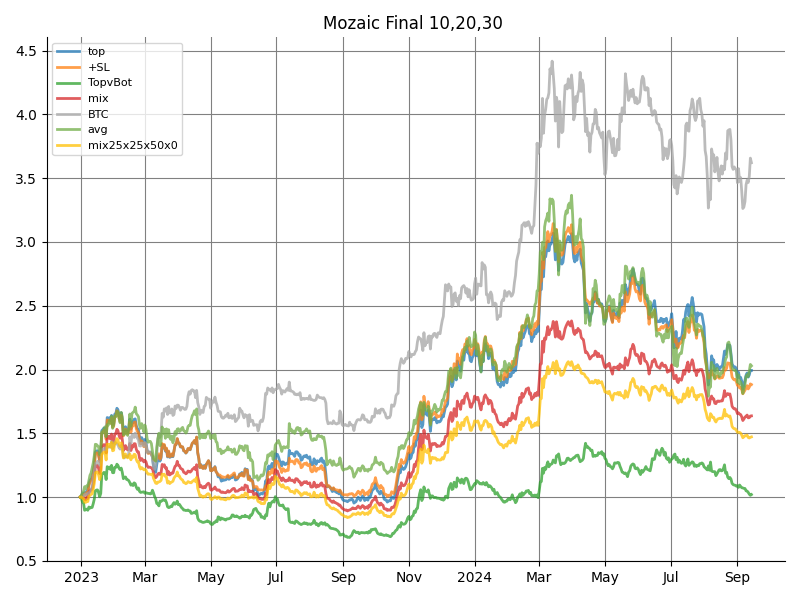 Mozaic Final 10,20,30
top
+SL
TopvBot
mix
BTC
avg
mix25x25x50x0
4.5
4.0
3.5
3.0
2.5
2.0
1.5
1.0
0.5
2023 Mar May Jul Sep Nov 2024 Mar May Jul Sep